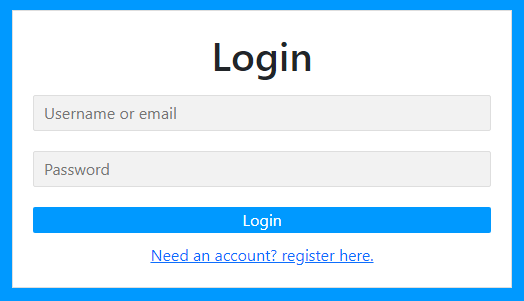 Login
Username or email
Password
Login
Need an account? register here.